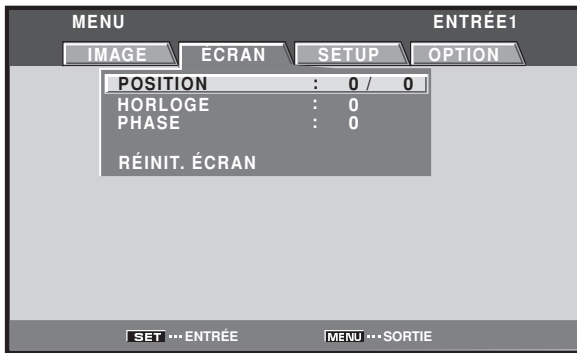 MENU ENTRÉE1
IMAGE ÉCRAN SETUP OPTION
POSITION : 0 / 0
HORLOGE : 0
PHASE : 0
RÉINIT. ÉCRAN
SET ··· ENTRÉE MENU ··· SORTIE